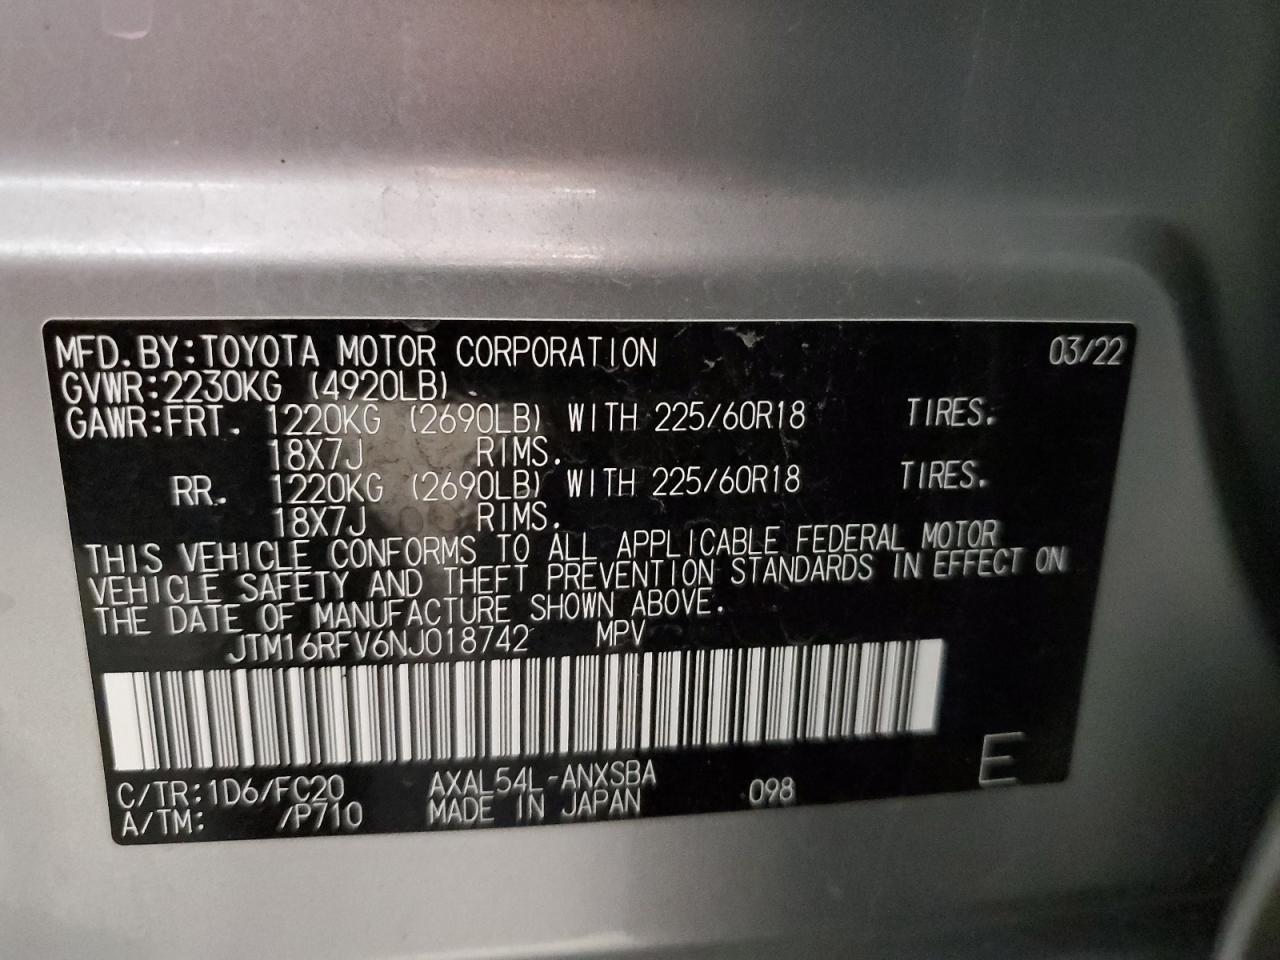 MFD.BY:TOYOTA MOTOR CORPORATION 03/22
GVWR:2230KG (4920LB)
GAWR:FRT. 1220KG (2690LB) WITH 225/60R18 TIRES.
18X7J RIMS.
RR. 1220KG (2690LB) WITH 225/60R18 TIRES.
18X7J RIMS.
THIS VEHICLE CONFORMS TO ALL APPLICABLE FEDERAL MOTOR
VEHICLE SAFETY AND THEFT PREVENTION STANDARDS IN EFFECT ON
THE DATE OF MANUFACTURE SHOWN ABOVE.
JTM16RFV6NJ018742 MPV
E
C/TR:1D6/FC20 AXAL54L-ANXSBA 098
A/TM: /P710 MADE IN JAPAN